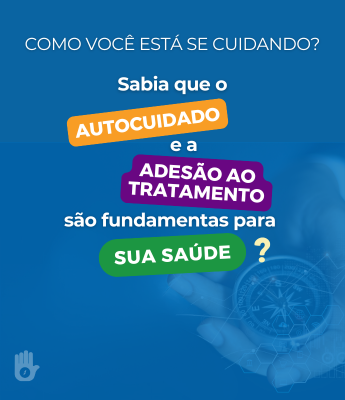 COMO VOCÊ ESTÁ SE CUIDANDO?
Sabia que o
AUTOCUIDADO
e a
ADESÃO AO
TRATAMENTO
são fundamentas para
SUA SAÚDE ?